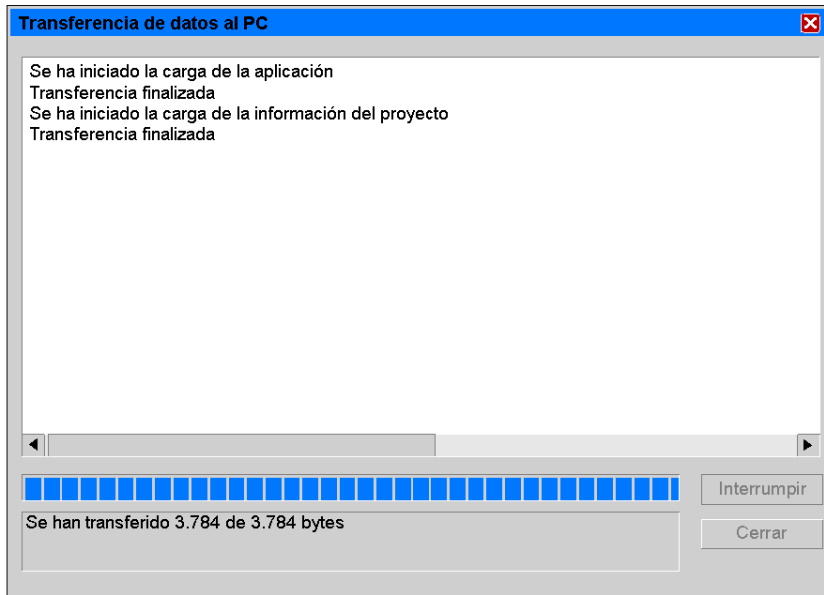 Transferencia de datos al PC
Se ha iniciado la carga de la aplicación
Transferencia finalizada
Se ha iniciado la carga de la información del proyecto
Transferencia finalizada
Interrumpir
Se han transferido 3.784 de 3.784 bytes
Cerrar